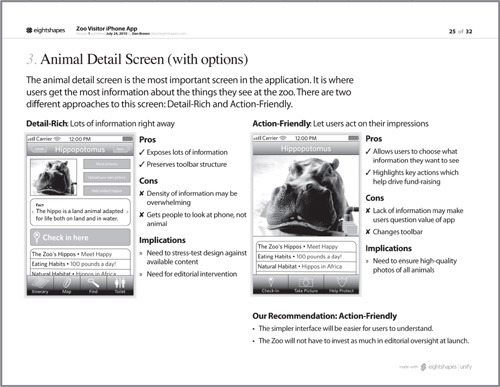 eightshapes
Zoo Visitor iPhone App
July 26, 2010 Dan Brown
25 of 32
3. Animal Detail Screen (with options)
The animal detail screen is the most important screen in the application. It is where
users get the most information about the things they see at the zoo. There are two
different approaches to this screen: Detail-Rich and Action-Friendly.
Detail-Rich: Lots of information right away
Carrier 12:00 PM
Hippopotomus
Fact
The hippo is a land animal adapted
for life both on land and in water.
Check in here
The Zoo's Hippos • Meet Happy
Eating Habits • 100 pounds a day!
Natural Habitat • Hippos in Africa
Itinerary Map Find Toilet
Pros
✓ Exposes lots of information
✓ Preserves toolbar structure
Cons
✘ Density of information may be
overwhelming
✘ Gets people to look at phone, not
animal
Implications
» Need to stress-test design against
available content
» Need for editorial intervention
Action-Friendly: Let users act on their impressions
Carrier 12:00 PM
Hippopotomus
The Zoo's Hippos • Meet Happy
Eating Habits • 100 pounds a day!
Natural Habitat • Hippos in Africa
Check-in Take Picture Help Protect
Pros
✓ Allows users to choose what
information they want to see
✓ Highlights key actions which
help drive fund-raising
Cons
✘ Lack of information may make
users question value of app
✘ Changes toolbar
Implications
» Need to ensure high-quality
photos of all animals
Our Recommendation: Action-Friendly
• The simpler interface will be easier for users to understand.
• The Zoo will not have to invest as much in editorial oversight at launch.
made with eightshapes | unify